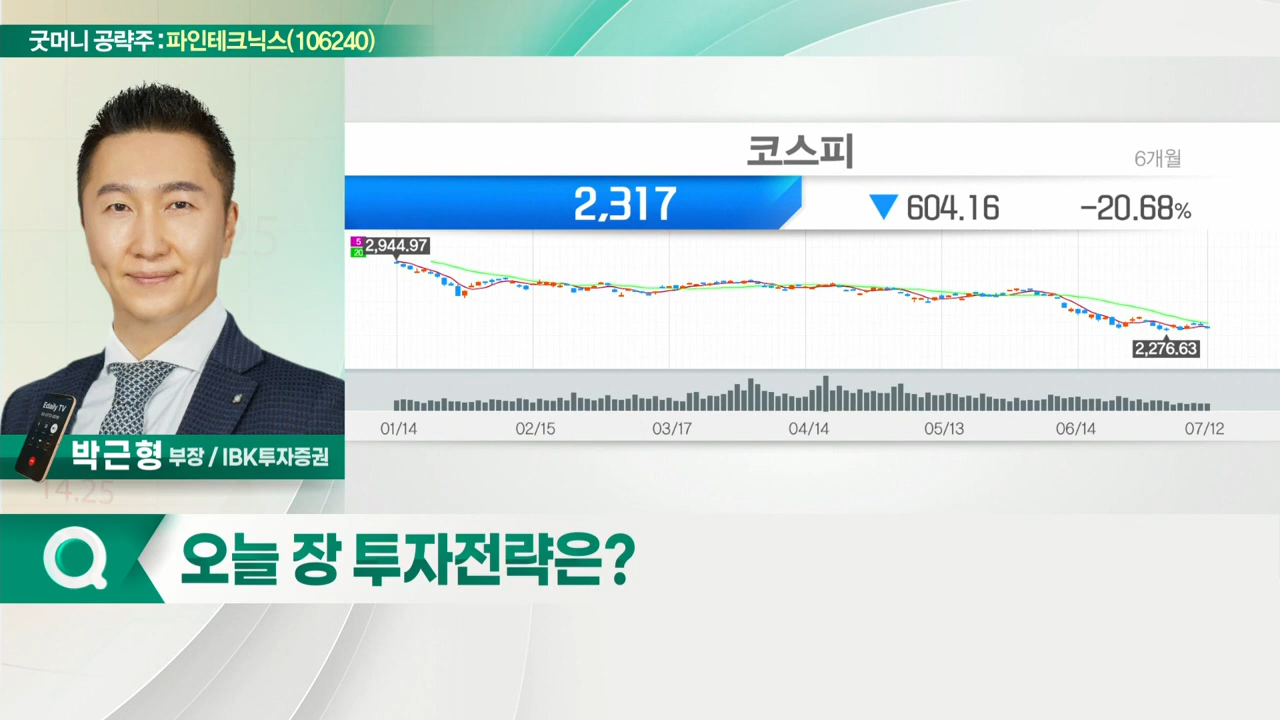 굿머니 공략주 : 파인테크닉스(106240)
코스피
6개월
2,317 ▼ 604.16 -20.68%
5
20
2,944.97
2,276.63
01/14 02/15 03/17 04/14 05/13 06/14 07/12
Edaily TV
박근형 부장 / IBK투자증권
14.25
Q 오늘 장 투자전략은?